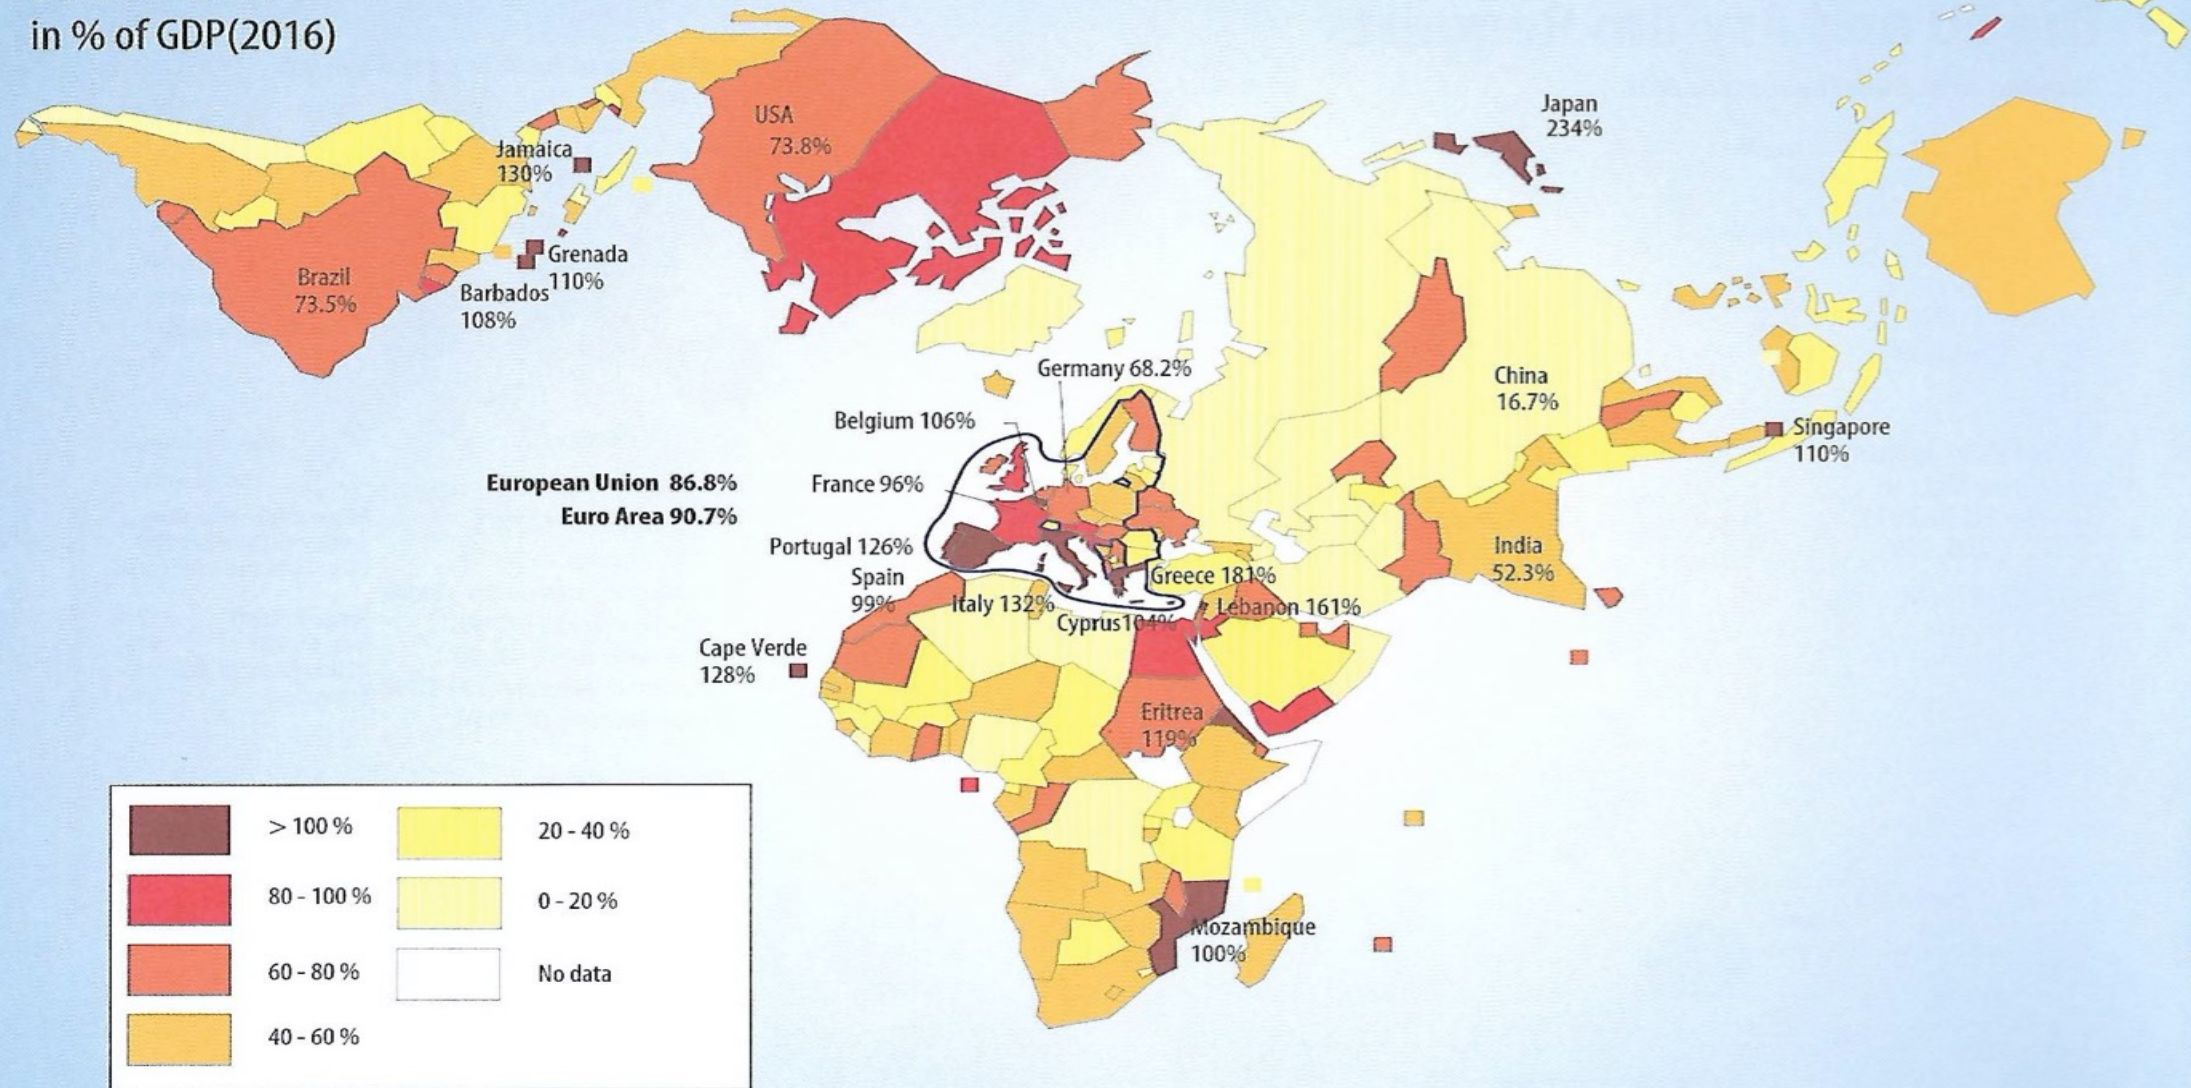 in % of GDP(2016)
USA
73.8%
Japan
234%
Jamaica
130%
Grenada
110%
Barbados
108%
Brazil
73.5%
Germany 68.2%
Belgium 106%
China
16.7%
Singapore
110%
European Union 86.8%
Euro Area 90.7%
France 96%
Portugal 126%
Spain
99%
Italy 132%
Greece 181%
Lebanon 161%
Cyprus104%
India
52.3%
Cape Verde
128%
Eritrea
119%
Mozambique
100%
> 100 %
80 - 100 %
60 - 80 %
40 - 60 %
20 - 40 %
0 - 20 %
No data